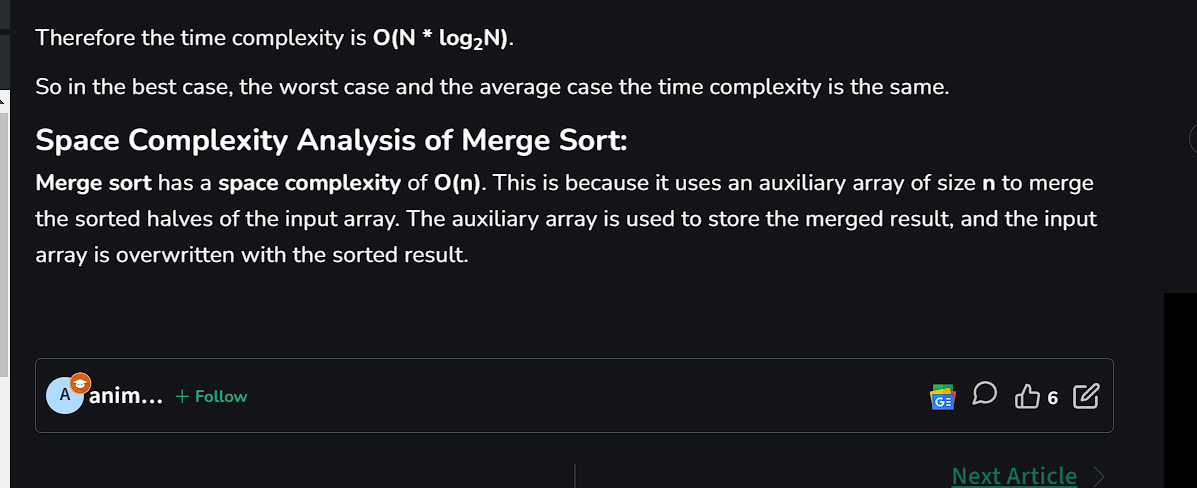 Therefore the time complexity is O(N * log₂N).
So in the best case, the worst case and the average case the time complexity is the same.
Space Complexity Analysis of Merge Sort:
Merge sort has a space complexity of O(n). This is because it uses an auxiliary array of size n to merge
the sorted halves of the input array. The auxiliary array is used to store the merged result, and the input
array is overwritten with the sorted result.
A anim... + Follow GE 6
Next Article